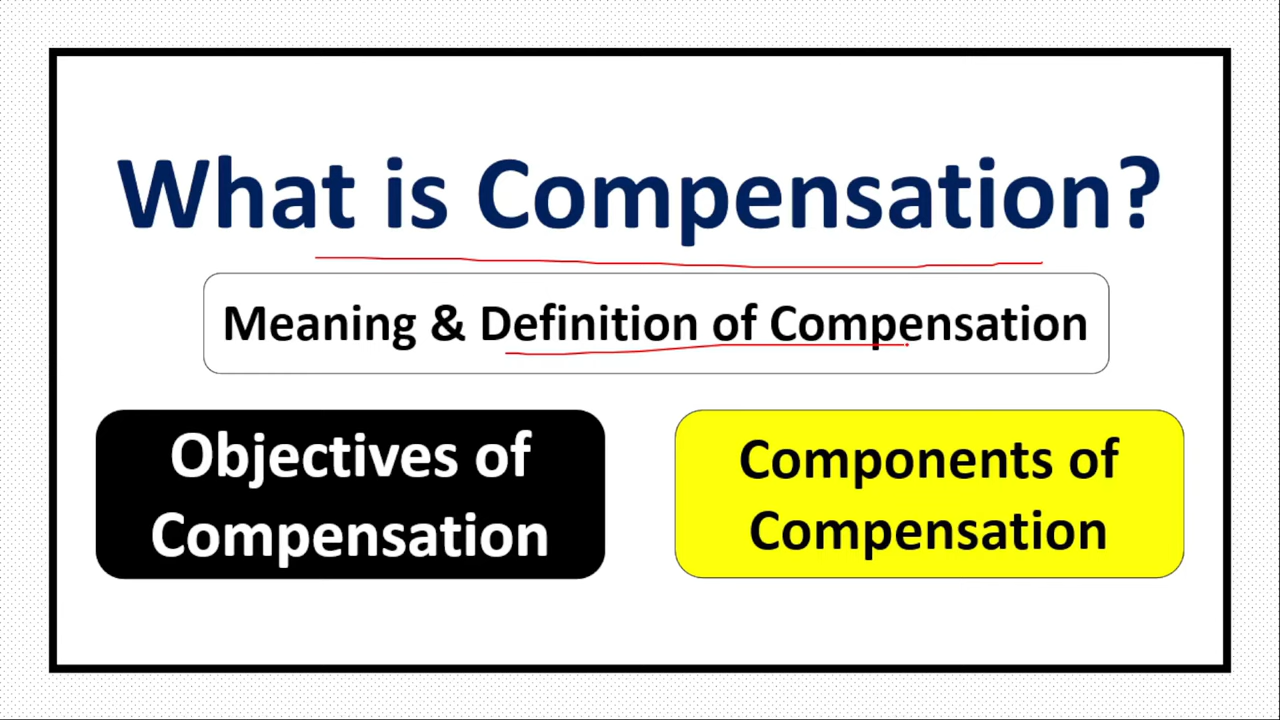 What is Compensation?
Meaning & Definition of Compensation
Objectives of
Compensation
Components of
Compensation